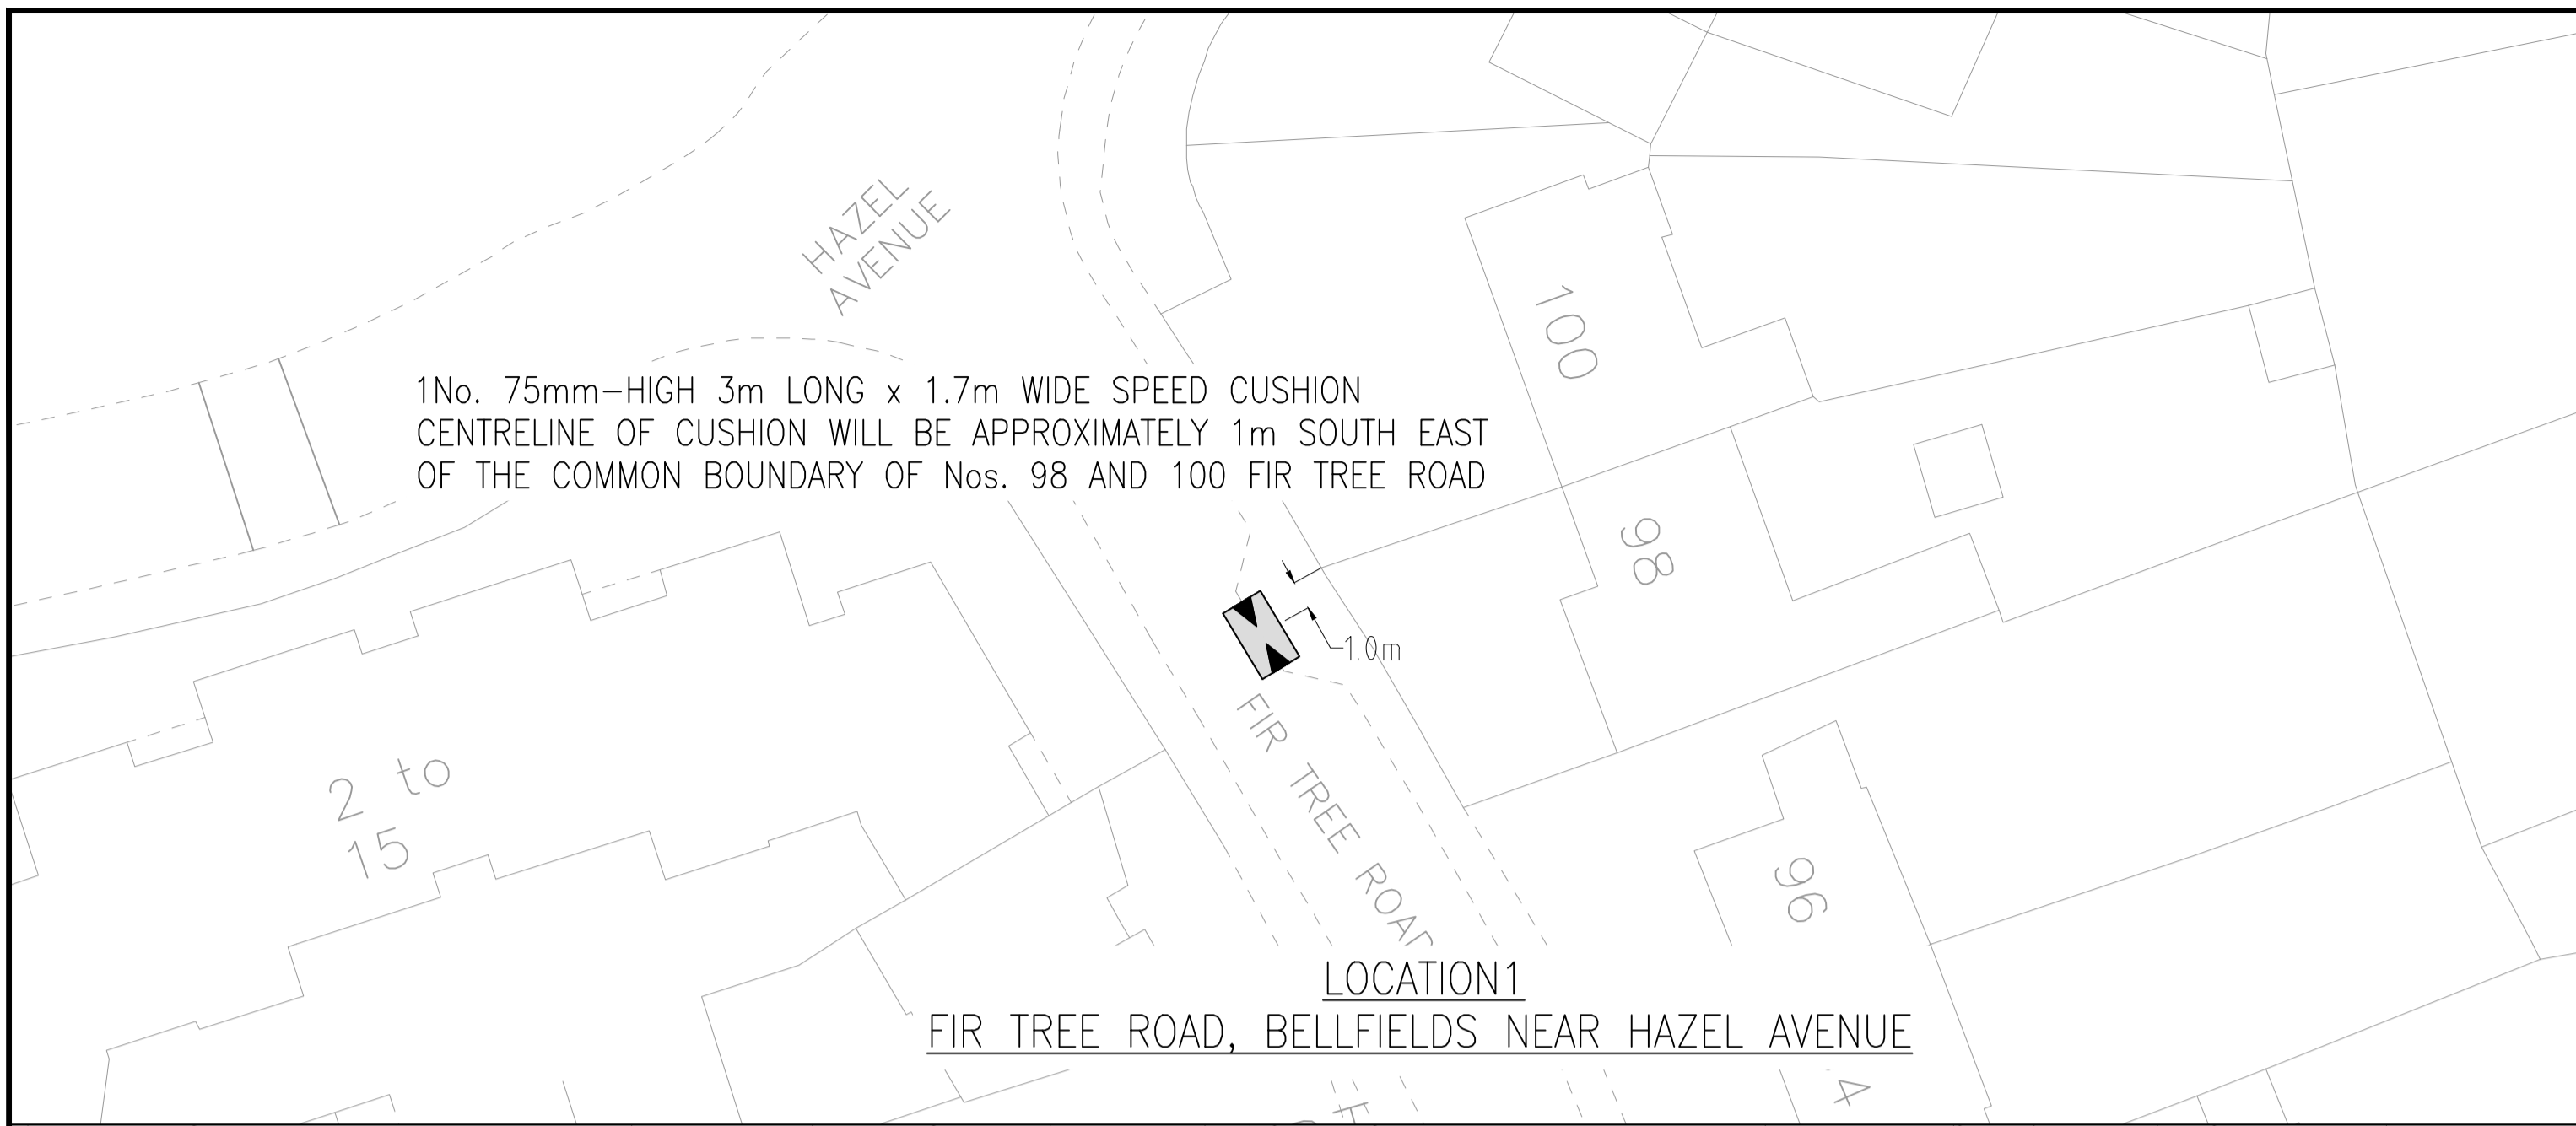 HAZEL
AVENUE
100
1No. 75mm-HIGH 3m LONG x 1.7m WIDE SPEED CUSHION
CENTRELINE OF CUSHION WILL BE APPROXIMATELY 1m SOUTH EAST
OF THE COMMON BOUNDARY OF Nos. 98 AND 100 FIR TREE ROAD
98
1.0m
FIR TREE ROAD
2 to
15
96
LOCATION1
FIR TREE ROAD, BELLFIELDS NEAR HAZEL AVENUE
4